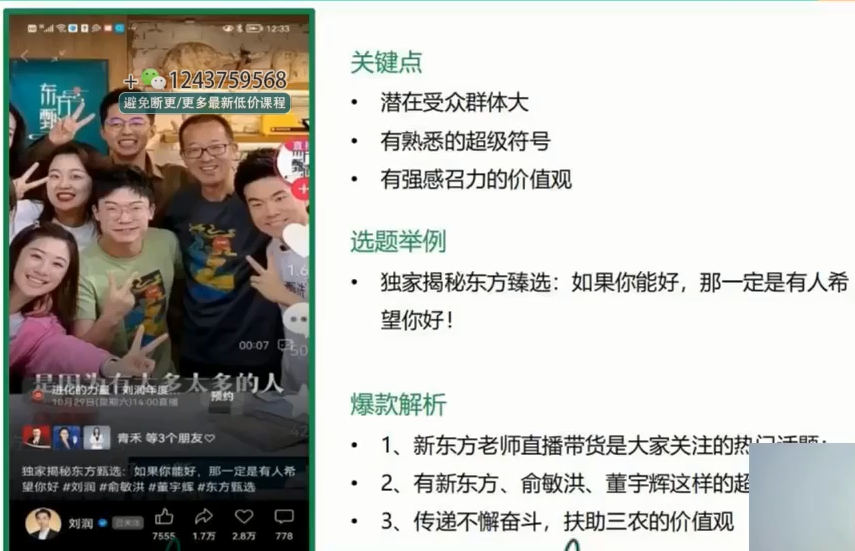 12:33
+ 1243759568
避免断更/更多最新低价课程
东方
甄
1.6
00:07
50
是因为有太多太多的人
进化的力量 | 刘润年度...
10月29日(星期六)14:00直播
预约
青禾 等3个朋友♡
独家揭秘东方甄选：如果你能好，那一定是有人希
望你好 #刘润 #俞敏洪 #董宇辉 #东方甄选
刘润
已关注
7555
1.7万
2.8万
778
关键点
• 潜在受众群体大
• 有熟悉的超级符号
• 有强感召力的价值观
选题举例
• 独家揭秘东方臻选：如果你能好，那一定是有人希
望你好！
爆款解析
• 1、新东方老师直播带货是大家关注的热门话题；
• 2、有新东方、俞敏洪、董宇辉这样的超
• 3、传递不懈奋斗，扶助三农的价值观